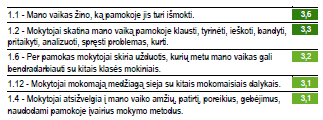 1.1 - Mano vaikas žino, ką pamokoje jis turi išmokti. 3,6
1.2 - Mokytojai skatina mano vaiką pamokoje klausti, tyrinėti, ieškoti, bandyti, 3,3
pritaikyti, analizuoti, spręsti problemas, kurti.
1.6 - Per pamokas mokytojai skiria užduotis, kurių metu mano vaikas gali 3,2
bendradarbiauti su kitais klasės mokiniais.
1.12 - Mokytojai mokomąją medžiagą sieja su kitais mokomaisiais dalykais. 3,1
1.4 - Mokytojai atsižvelgia į mano vaiko amžių, patirtį, poreikius, gebėjimus, 3,1
naudodami pamokoje įvairius mokymo metodus.